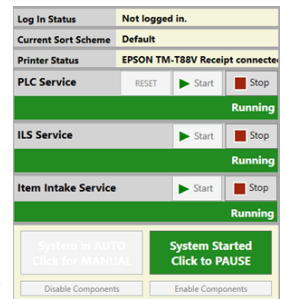 Log In Status Not logged in.
Current Sort Scheme Default
Printer Status EPSON TM-T88V Receipt connected
PLC Service RESET Start Stop
Running
ILS Service Start Stop
Running
Item Intake Service Start Stop
Running
System in AUTO System Started
Click for MANUAL Click to PAUSE
Disable Components Enable Components